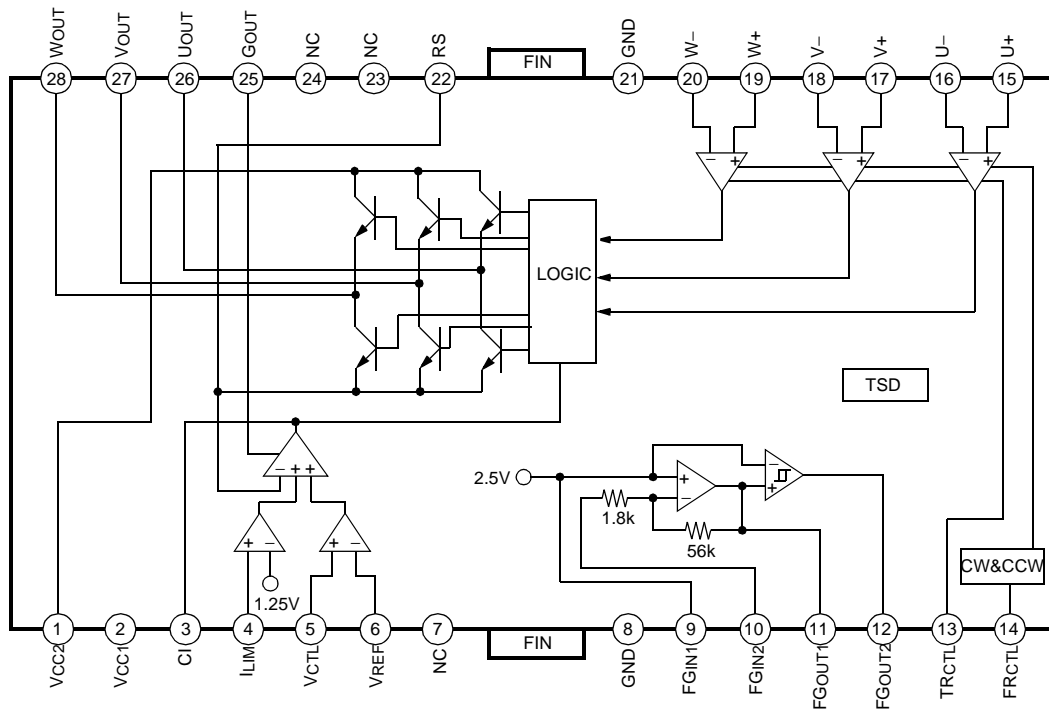 WOUT
VOUT
UOUT
GOUT
NC
NC
RS
FIN
GND
W−
W+
V−
V+
U−
U+
28
27
26
25
24
23
22
21
20
19
18
17
16
15
− +
− +
− +
LOGIC
TSD
− + +
+ −
+ −
1.25V
2.5V
+
−
−
+
1.8k
56k
CW&CCW
1
2
3
4
5
6
7
FIN
8
9
10
11
12
13
14
VCC2
VCC1
CI
ILIM
VCTL
VREF
NC
GND
FGIN1
FGIN2
FGOUT1
FGOUT2
TRCTL
FRCTL